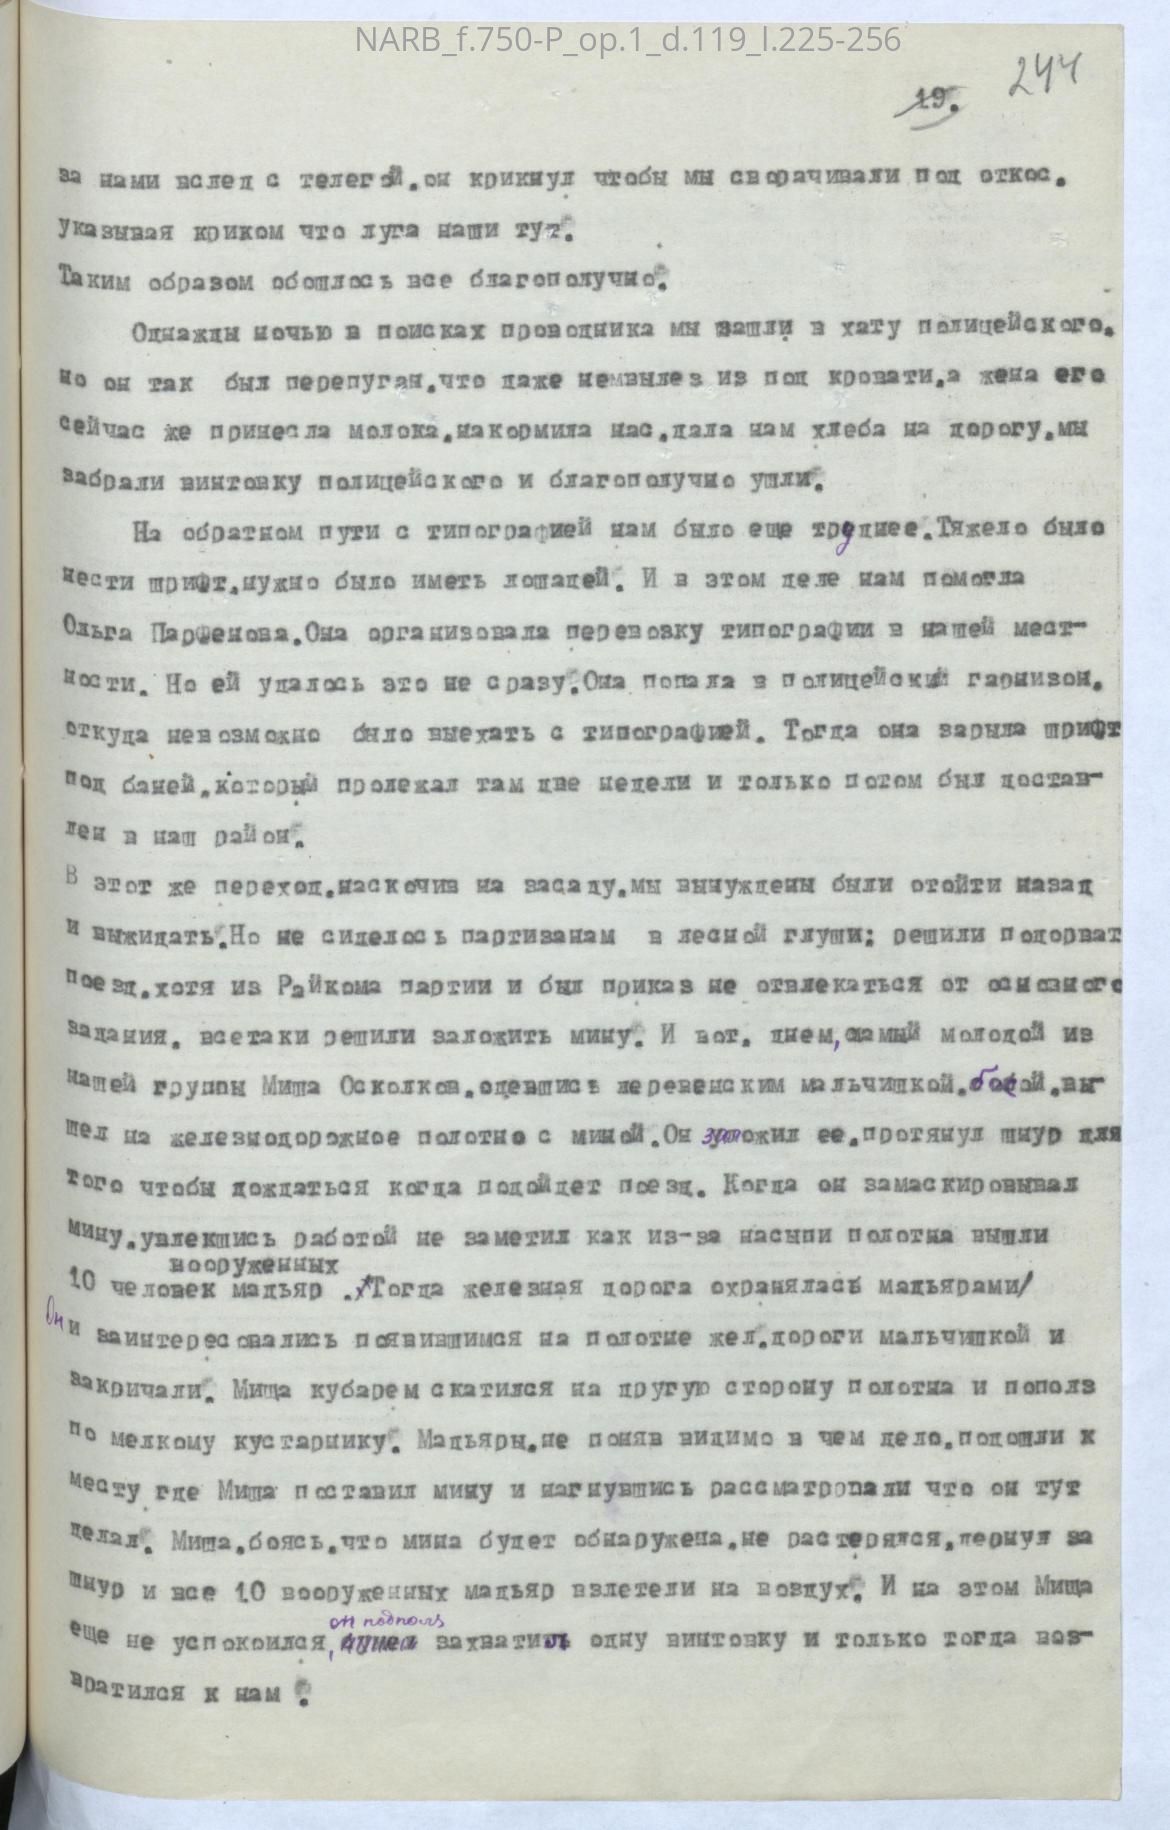 NARB_f.750-P_op.1_d.119_l.225-256
244
19.
за нами вслед с телегой.он крикнул чтобы мы сворачивали под откос.
указывая криком что луга наши тут.
Таким образом обошлось все благополучно.
Однажды ночью в поисках проводника мы зашли в хату полицейского.
но он так был перепуган.что даже немвылез из под кровати.а жена его
сейчас же принесла молока.накормила нас.дала нам хлеба на дорогу.мы
забрали винтовку полицейского и благополучно ушли.
На обратном пути с типографией нам было еще труднее.Тяжело было
нести шрифт.нужно было иметь лошадей. И в этом деле нам помогла
Ольга Парфенова.Она организовала перевозку типографии в нашей мест-
ности. Но ей удалось это не сразу.Она попала в полицейский гарнизон.
откуда невозможно было выехать с типографией. Тогда она зарыла шрифт
под баней.который пролежал там две недели и только потом был достав-
лен в наш район.
В этот же переход.наскочив на засаду.мы вынуждены были отойти назад
и выжидать.Но не сиделось партизанам в лесной глуши; решили подорват
поезд.хотя из Райкома партии и был приказ не отвлекаться от основного
задания. всетаки решили заложить мину. И вот. днем, самый молодой из
нашей группы Миша Осколков.одевшись деревенским мальчишкой.босой.вы-
шел на железнодорожное полотно с миной.Он заложил ее.протянул шнур для
того чтобы дождаться когда подойдет поезд. Когда он замаскировывал
мину.увлекшись работой не заметил как из-за насыпи полотна вышли
вооруженных
10 человек мадьяр ./Тогда железная дорога охранялась мадьярами/
Они заинтересовались появившимся на полотне жел.дороги мальчишкой и
закричали. Миша кубарем скатился на другую сторону полотна и пополз
по мелкому кустарнику. Мадьяры.не поняв видимо в чем дело.подошли к
месту где Миша поставил мину и нагнувшись рассматровали что он тут
делал. Миша.боясь.что мина будет обнаружена.не растерялся.дернул за
шнур и все 10 вооруженных мадьяр взлетели на воздух. И на этом Миша
он подполз
еще не успокоился, захватил одну винтовку и только тогда воз-
вратился к нам .